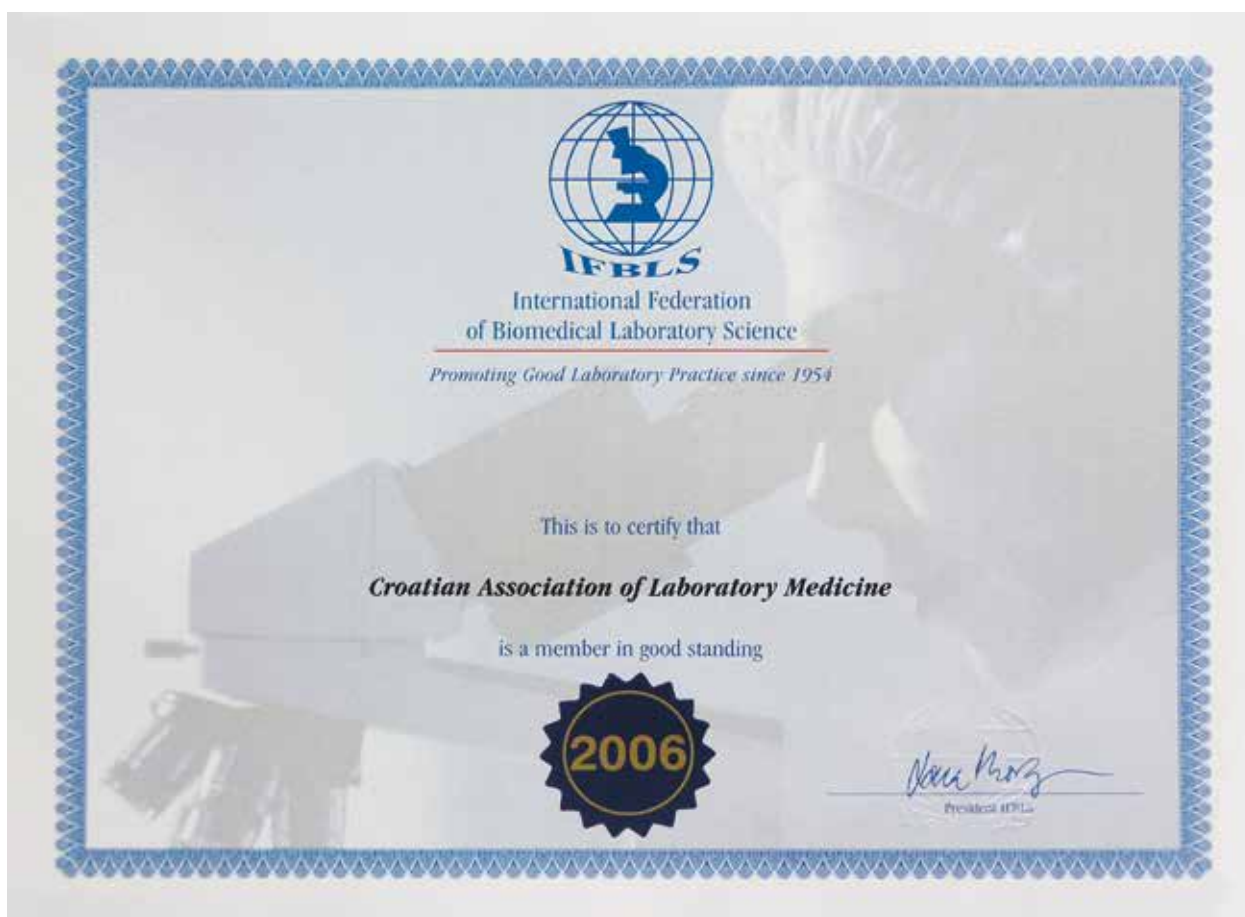 IFBLS
International Federation
of Biomedical Laboratory Science
Promoting Good Laboratory Practice since 1954
This is to certify that
Croatian Association of Laboratory Medicine
is a member in good standing
2006
President IFBLS